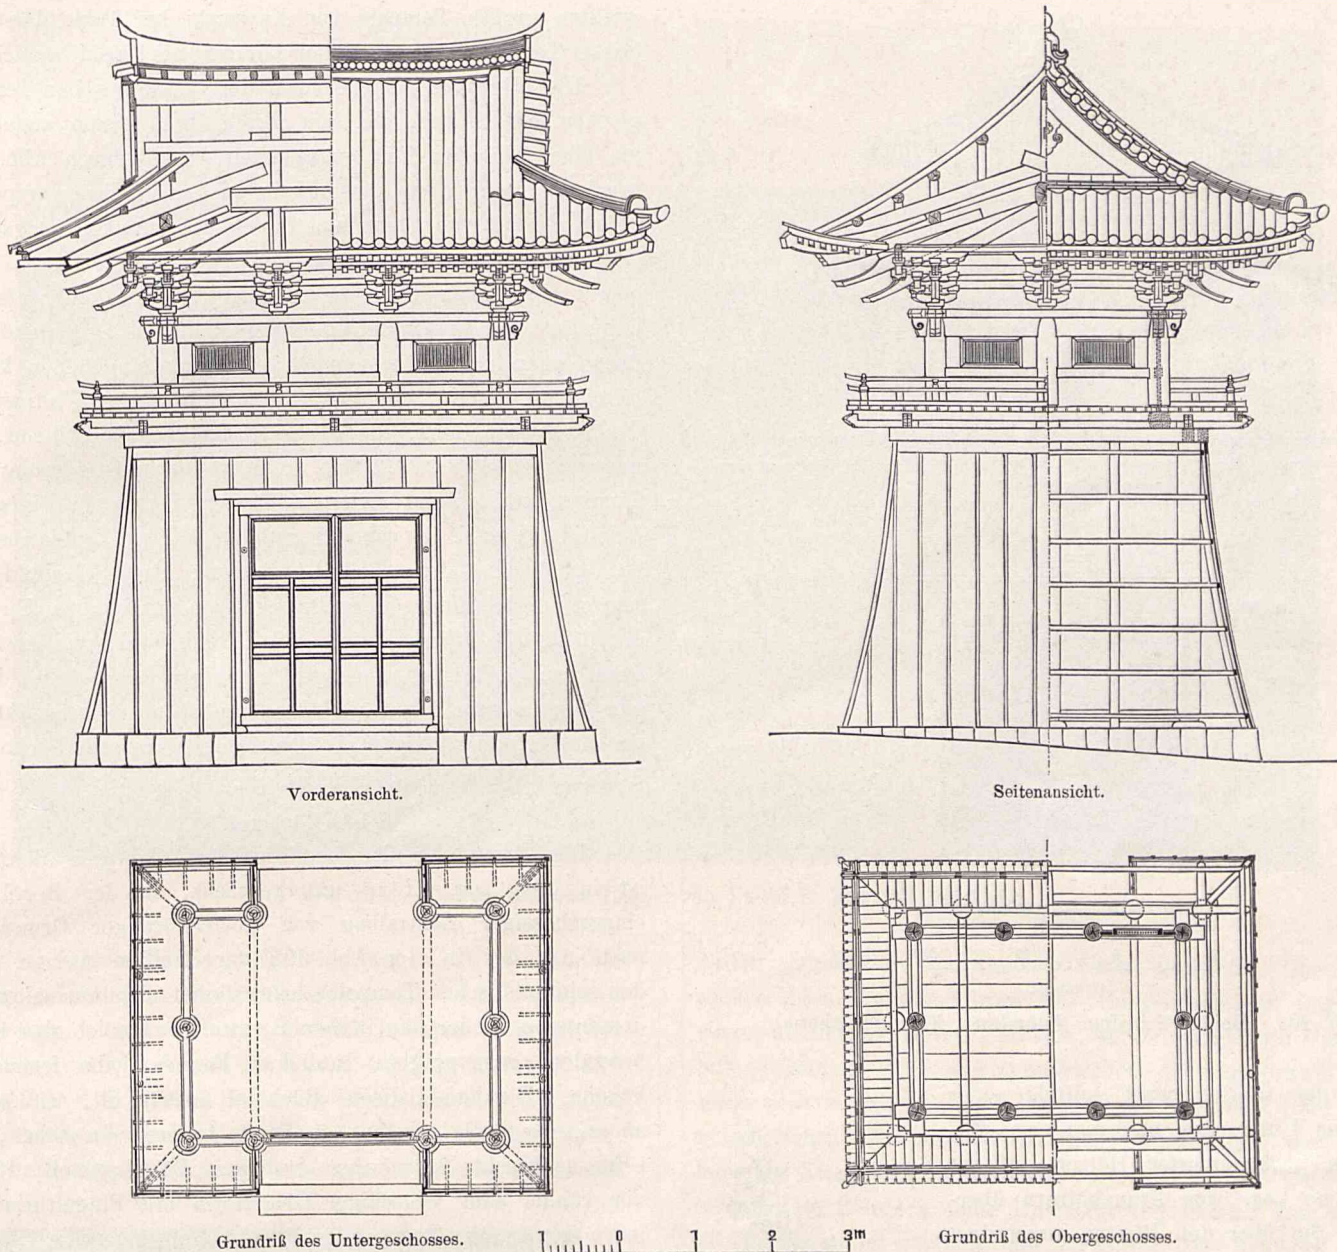 Vorderansicht.
Seitenansicht.
Grundriß des Untergeschosses.
1 0 1 2 3m
Grundriß des Obergeschosses.